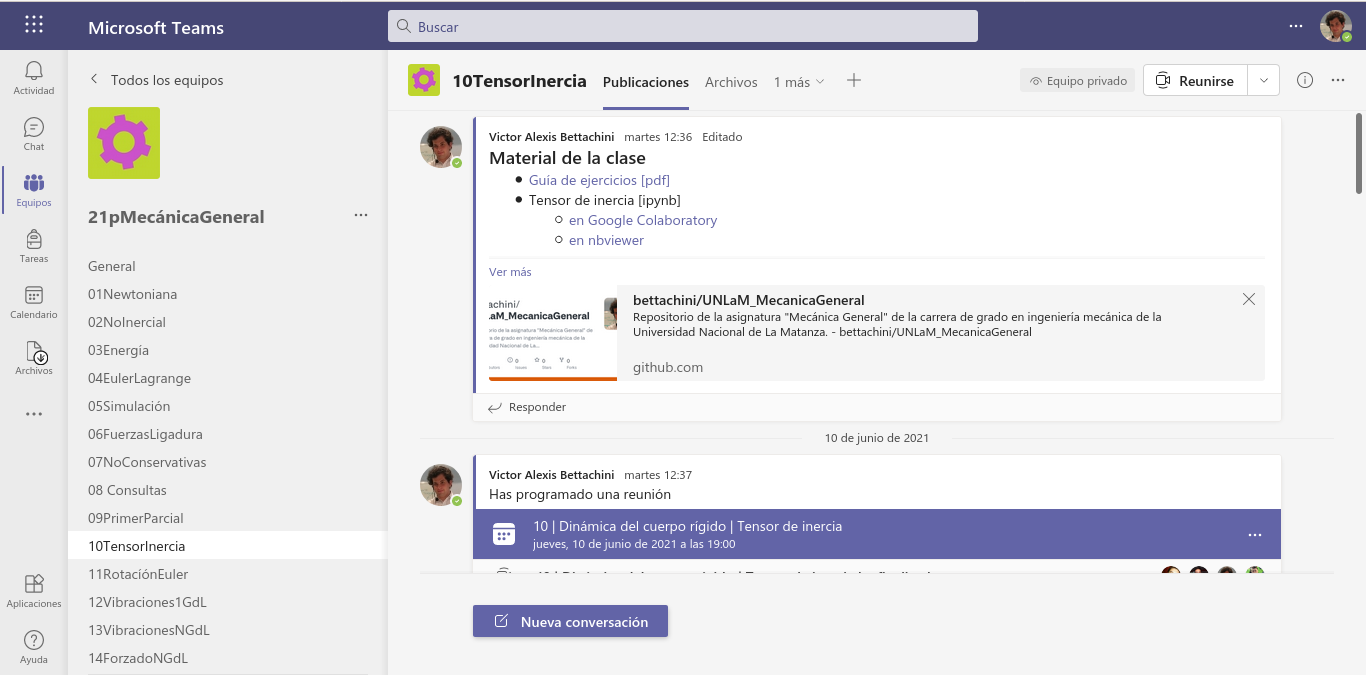 Microsoft Teams
Buscar
Actividad
Chat
Equipos
Tareas
Calendario
Archivos
Aplicaciones
Ayuda
Todos los equipos
21pMecánicaGeneral
General
01Newtoniana
02NoInercial
03Energía
04EulerLagrange
05Simulación
06FuerzasLigadura
07NoConservativas
08 Consultas
09PrimerParcial
10TensorInercia
11RotaciónEuler
12Vibraciones1GdL
13VibracionesNGdL
14ForzadoNGdL
10TensorInercia Publicaciones Archivos 1 más
Equipo privado
Reunirse
Victor Alexis Bettachini martes 12:36 Editado
Material de la clase
Guía de ejercicios [pdf]
Tensor de inercia [ipynb]
en Google Colaboratory
en nbviewer
Ver más
achini/
.aM_MecanicaGeneral
bettachini/UNLaM_MecanicaGeneral
Repositorio de la asignatura "Mecánica General" de la carrera de grado en ingeniería mecánica de la
Universidad Nacional de La Matanza. - bettachini/UNLaM_MecanicaGeneral
github.com
Responder
10 de junio de 2021
Victor Alexis Bettachini martes 12:37
Has programado una reunión
10 | Dinámica del cuerpo rígido | Tensor de inercia
jueves, 10 de junio de 2021 a las 19:00
Nueva conversación